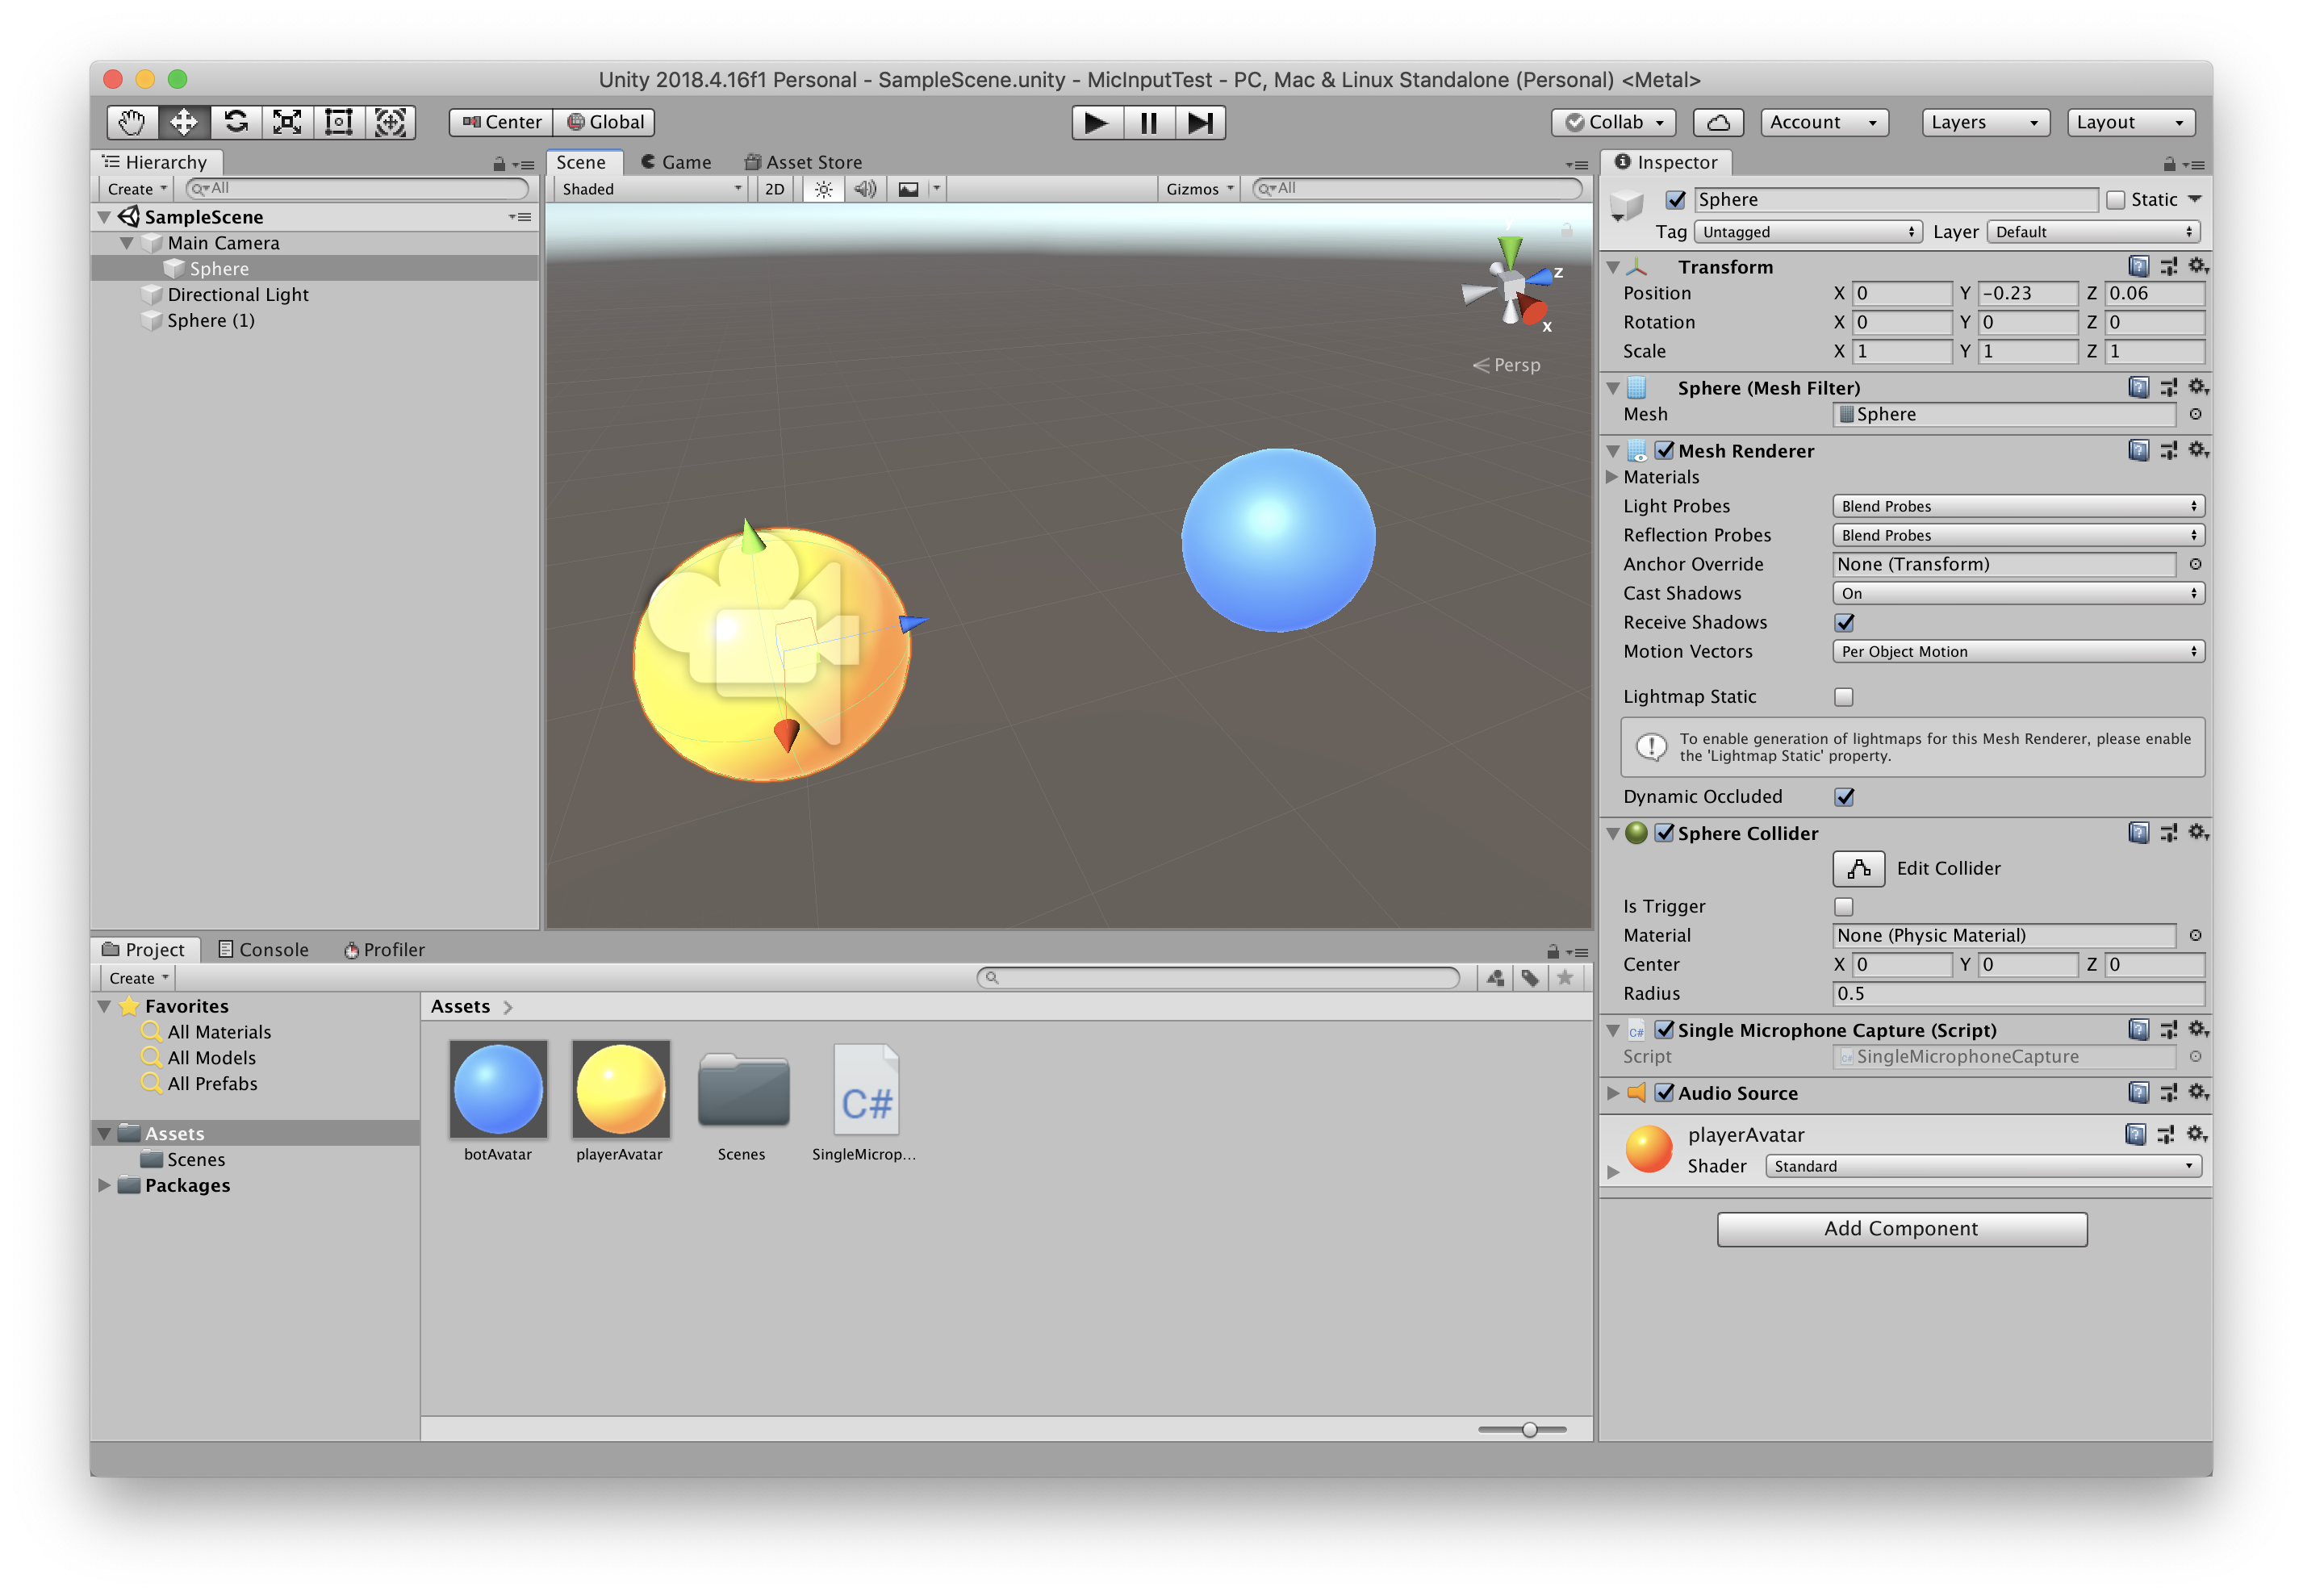 Unity 2018.4.16f1 Personal - SampleScene.unity - MicInputTest - PC, Mac & Linux Standalone (Personal) <Metal>
Center Global Collab Account Layers Layout
Hierarchy
Create All
SampleScene
Main Camera
Sphere
Directional Light
Sphere (1)
Scene Game Asset Store
Shaded 2D Gizmos All
y
z
x
Persp
Inspector
Sphere Static
Tag Untagged Layer Default
Transform
Position X 0 Y -0.23 Z 0.06
Rotation X 0 Y 0 Z 0
Scale X 1 Y 1 Z 1
Sphere (Mesh Filter)
Mesh Sphere
Mesh Renderer
Materials
Light Probes Blend Probes
Reflection Probes Blend Probes
Anchor Override None (Transform)
Cast Shadows On
Receive Shadows
Motion Vectors Per Object Motion
Lightmap Static
To enable generation of lightmaps for this Mesh Renderer, please enable
the 'Lightmap Static' property.
Dynamic Occluded
Sphere Collider
Edit Collider
Is Trigger
Material None (Physic Material)
Center X 0 Y 0 Z 0
Radius 0.5
C# Single Microphone Capture (Script)
Script SingleMicrophoneCapture
Audio Source
playerAvatar
Shader Standard
Add Component
Project Console Profiler
Create
Favorites
All Materials
All Models
All Prefabs
Assets
Scenes
Packages
Assets
C#
botAvatar playerAvatar Scenes SingleMicrop...